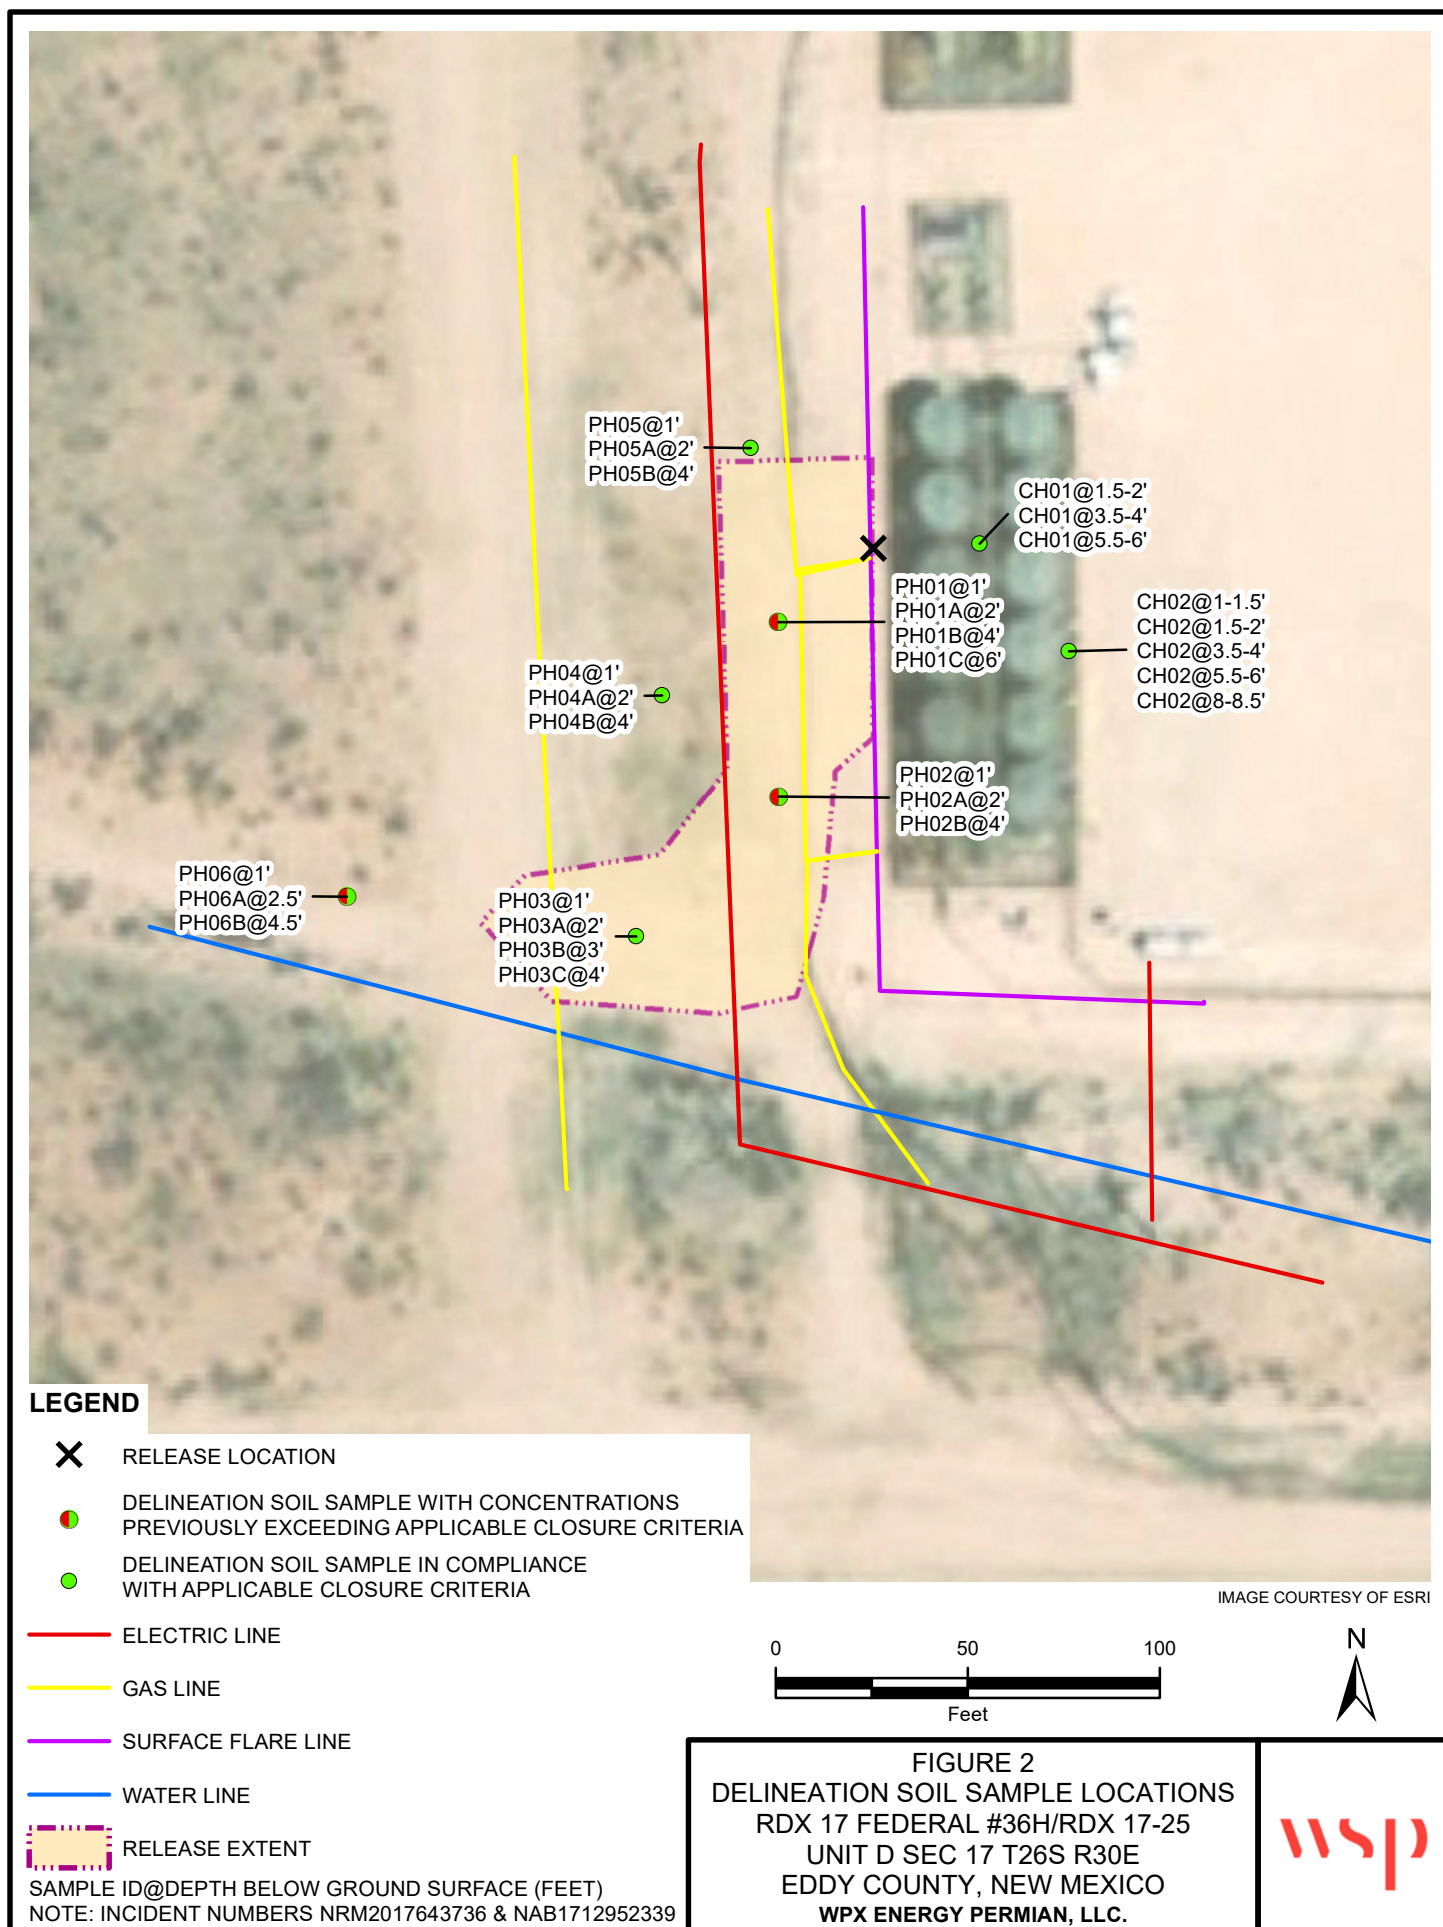 PH05@1'
PH05A@2'
PH05B@4'
CH01@1.5-2'
CH01@3.5-4'
CH01@5.5-6'
PH01@1'
PH01A@2'
PH01B@4'
PH01C@6'
CH02@1-1.5'
CH02@1.5-2'
CH02@3.5-4'
CH02@5.5-6'
CH02@8-8.5'
PH04@1'
PH04A@2'
PH04B@4'
PH02@1'
PH02A@2'
PH02B@4'
PH06@1'
PH06A@2.5'
PH06B@4.5'
PH03@1'
PH03A@2'
PH03B@3'
PH03C@4'
LEGEND
RELEASE LOCATION
DELINEATION SOIL SAMPLE WITH CONCENTRATIONS
PREVIOUSLY EXCEEDING APPLICABLE CLOSURE CRITERIA
DELINEATION SOIL SAMPLE IN COMPLIANCE
WITH APPLICABLE CLOSURE CRITERIA
ELECTRIC LINE
GAS LINE
SURFACE FLARE LINE
WATER LINE
RELEASE EXTENT
SAMPLE ID@DEPTH BELOW GROUND SURFACE (FEET)
NOTE: INCIDENT NUMBERS NRM2017643736 & NAB1712952339
IMAGE COURTESY OF ESRI
0 50 100
Feet
N
FIGURE 2
DELINEATION SOIL SAMPLE LOCATIONS
RDX 17 FEDERAL #36H/RDX 17-25
UNIT D SEC 17 T26S R30E
EDDY COUNTY, NEW MEXICO
WPX ENERGY PERMIAN, LLC.
wsp